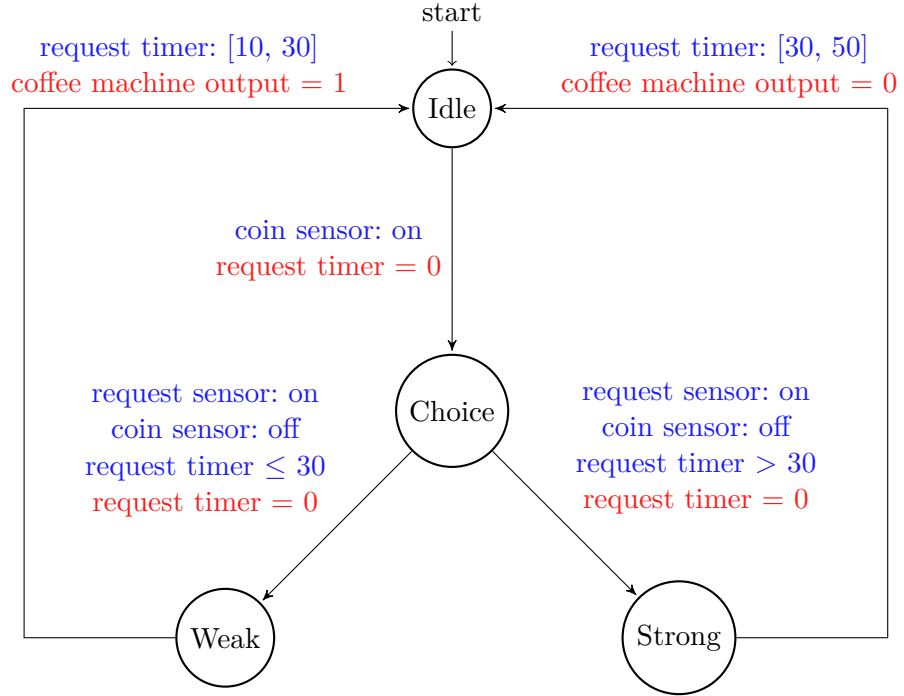 start
request timer: [10, 30]
coffee machine output = 1
request timer: [30, 50]
coffee machine output = 0
Idle
coin sensor: on
request timer = 0
request sensor: on
coin sensor: off
request timer ≤ 30
request timer = 0
Choice
request sensor: on
coin sensor: off
request timer > 30
request timer = 0
Weak
Strong